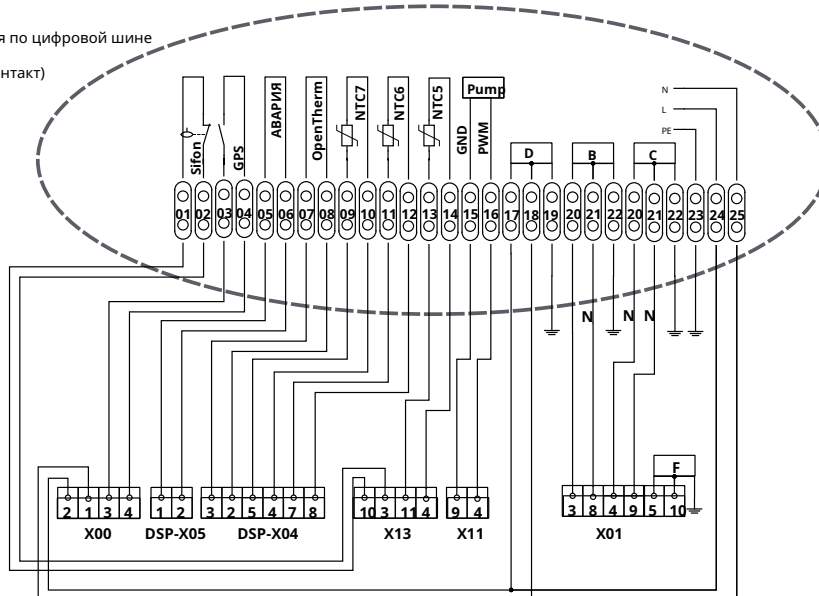 я по цифровой шине
нтакт)
Sifon
GPS
АВАРИЯ
OpenTherm
NTC7
NTC6
NTC5
GND
PWM
Pump
D
B
C
N
L
PE
01 02 03 04 05 06 07 08 09 10 11 12 13 14 15 16 17 18 19 20 21 22 20 21 22 23 24 25
N
N
N
F
2 1 3 4
1 2
3 2 5 4 7 8
10 3 11 4
9 4
3 8 4 9 5 10
X00
DSP-X05
DSP-X04
X13
X11
X01